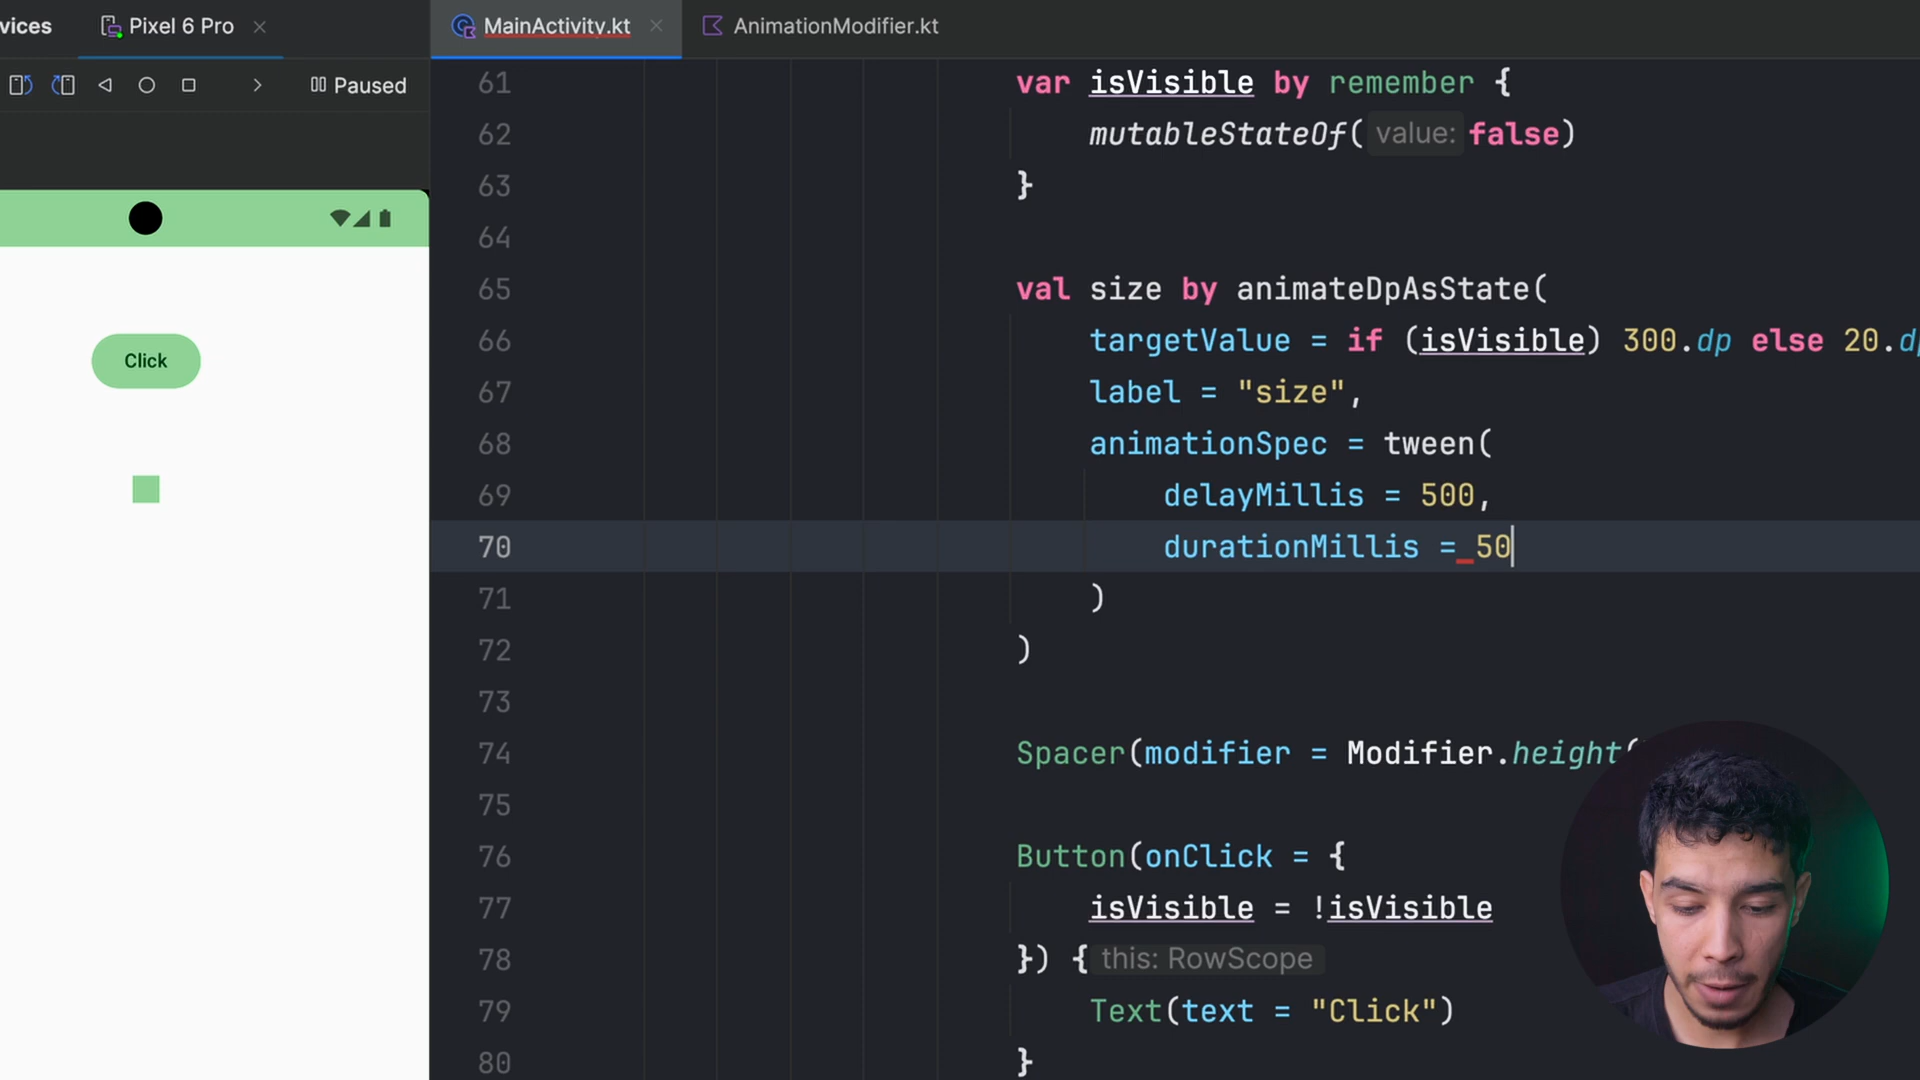 vices
Pixel 6 Pro
MainActivity.kt
AnimationModifier.kt
Paused
Click
61 var isVisible by remember {
62 mutableStateOf( value: false)
63 }
64
65 val size by animateDpAsState(
66 targetValue = if (isVisible) 300.dp else 20.d
67 label = "size",
68 animationSpec = tween(
69 delayMillis = 500,
70 durationMillis = 50
71 )
72 )
73
74 Spacer(modifier = Modifier.height(
75
76 Button(onClick = {
77 isVisible = !isVisible
78 }) { this: RowScope
79 Text(text = "Click")
80 }